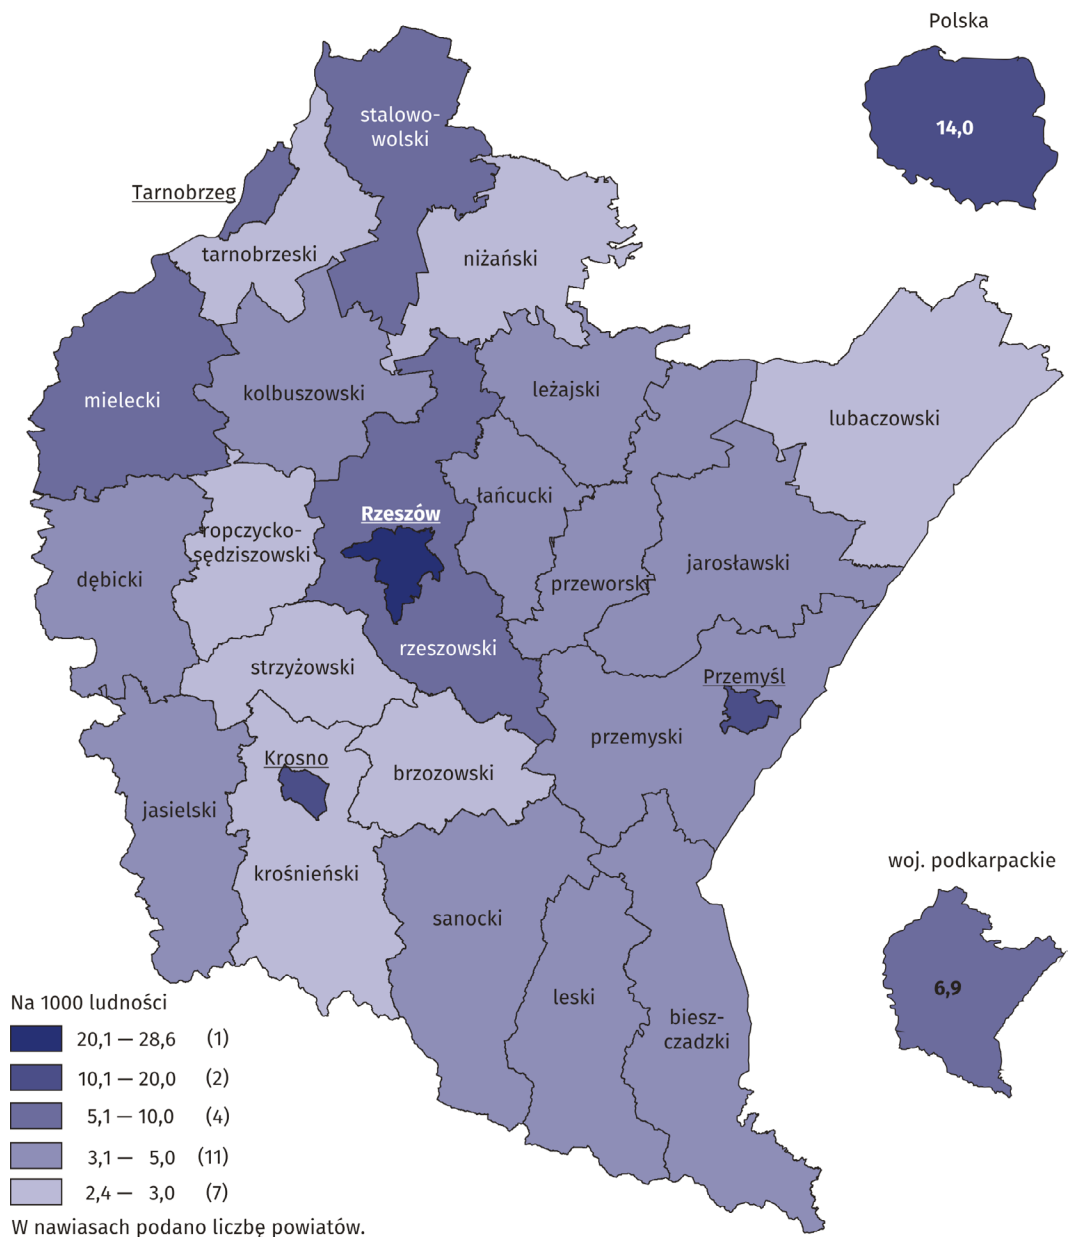 Polska
14,0
stalowo-
wolski
Tarnobrzeg
tarnobrzeski
niżański
mielecki
kolbuszowski
leżajski
lubaczowski
łańcucki
Rzeszów
ropczycko-
sędziszowski
dębicki
przeworski
jarosławski
rzeszowski
strzyżowski
Przemyśl
przemyski
Krosno
brzozowski
jasielski
krośnieński
sanocki
leski
biesz-
czadzki
woj. podkarpackie
6,9
Na 1000 ludności
20,1 — 28,6 (1)
10,1 — 20,0 (2)
5,1 — 10,0 (4)
3,1 — 5,0 (11)
2,4 — 3,0 (7)
W nawiasach podano liczbę powiatów.